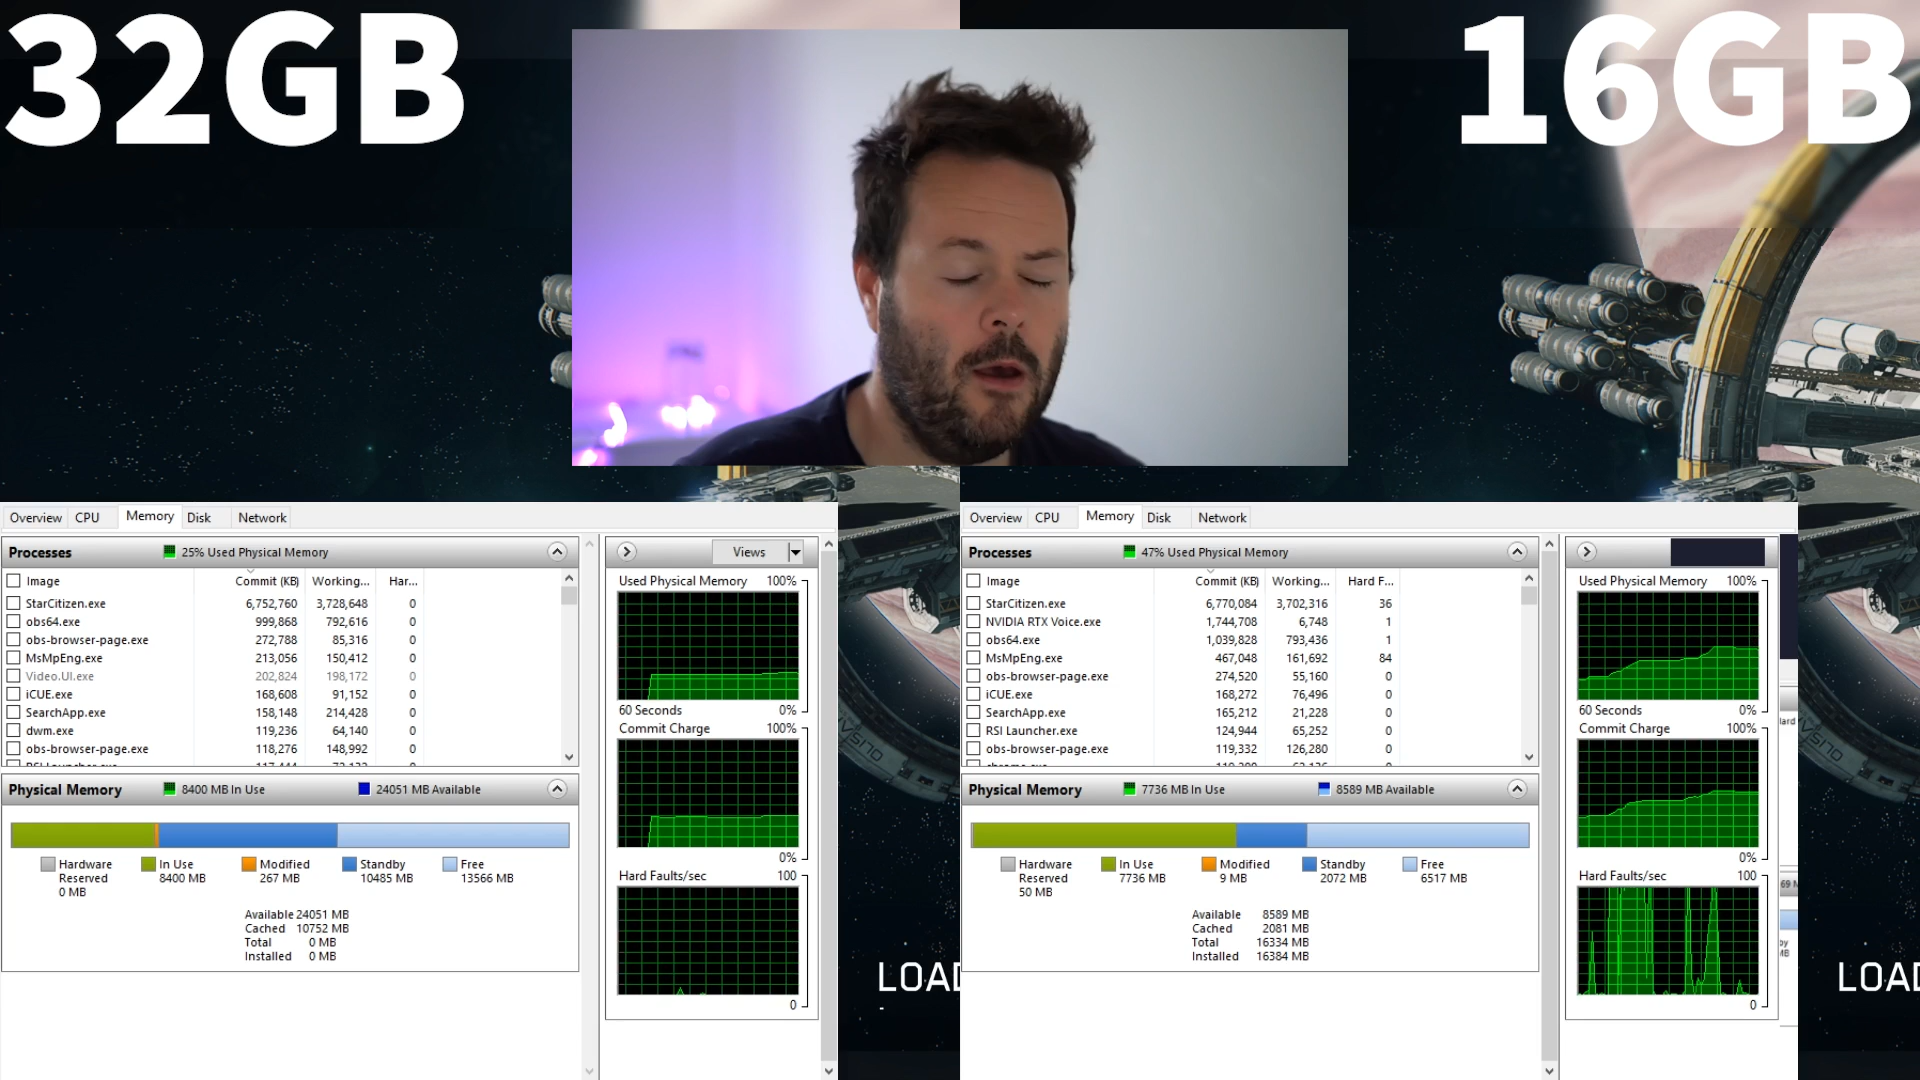 32GB
16GB
Overview CPU Memory Disk Network
Processes 25% Used Physical Memory
Image Commit (KB) Working... Har...
StarCitizen.exe 6,752,760 3,728,648 0
obs64.exe 999,868 792,616 0
obs-browser-page.exe 272,788 85,316 0
MsMpEng.exe 213,056 150,412 0
Video.UI.exe 202,824 198,172 0
iCUE.exe 168,608 91,152 0
SearchApp.exe 158,148 214,428 0
dwm.exe 119,236 64,140 0
obs-browser-page.exe 118,276 148,992 0
Physical Memory 8400 MB In Use 24051 MB Available
Hardware Reserved 0 MB
In Use 8400 MB
Modified 267 MB
Standby 10485 MB
Free 13566 MB
Available 24051 MB
Cached 10752 MB
Total 0 MB
Installed 0 MB
Views
Used Physical Memory 100%
60 Seconds 0%
Commit Charge 100%
0%
Hard Faults/sec 100
0
LOAD
Overview CPU Memory Disk Network
Processes 47% Used Physical Memory
Image Commit (KB) Working... Hard F...
StarCitizen.exe 6,770,084 3,702,316 36
NVIDIA RTX Voice.exe 1,744,708 6,748 1
obs64.exe 1,039,828 793,436 1
MsMpEng.exe 467,048 161,692 84
obs-browser-page.exe 274,520 55,160 0
iCUE.exe 168,272 76,496 0
SearchApp.exe 165,212 21,228 0
RSI Launcher.exe 124,944 65,252 0
obs-browser-page.exe 119,332 126,280 0
Physical Memory 7736 MB In Use 8589 MB Available
Hardware Reserved 50 MB
In Use 7736 MB
Modified 9 MB
Standby 2072 MB
Free 6517 MB
Available 8589 MB
Cached 2081 MB
Total 16334 MB
Installed 16384 MB
Used Physical Memory 100%
60 Seconds 0%
Commit Charge 100%
0%
Hard Faults/sec 100
0
LOAD